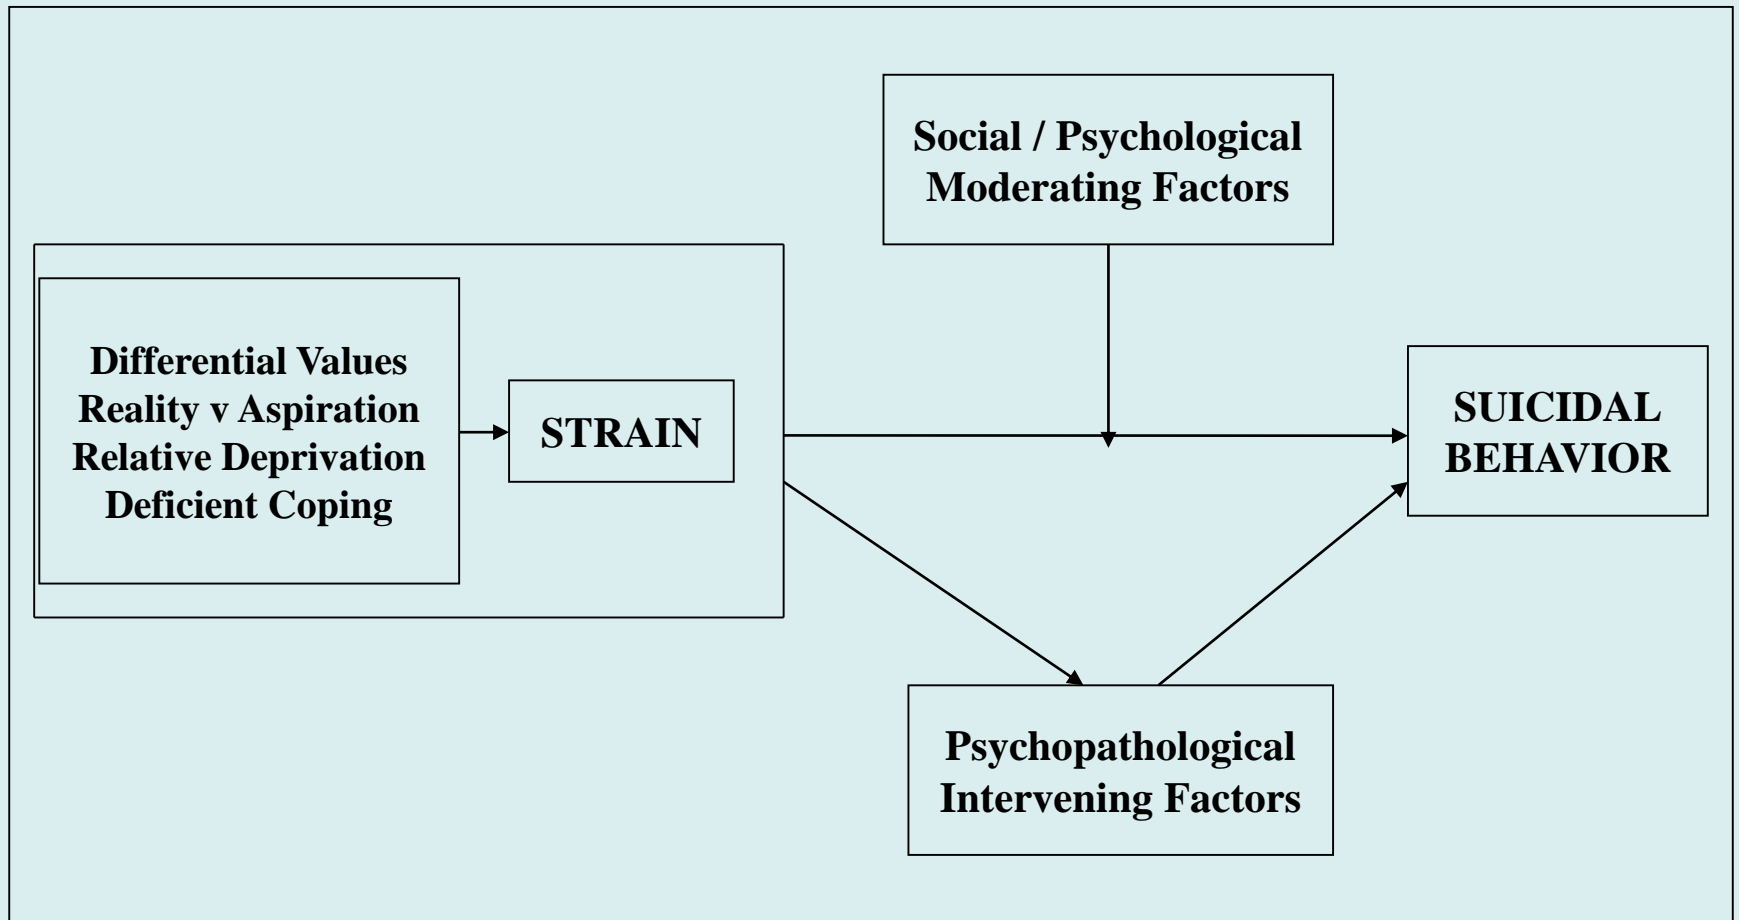 Social / Psychological
Moderating Factors
Differential Values
Reality v Aspiration
Relative Deprivation
Deficient Coping
STRAIN
SUICIDAL
BEHAVIOR
Psychopathological
Intervening Factors